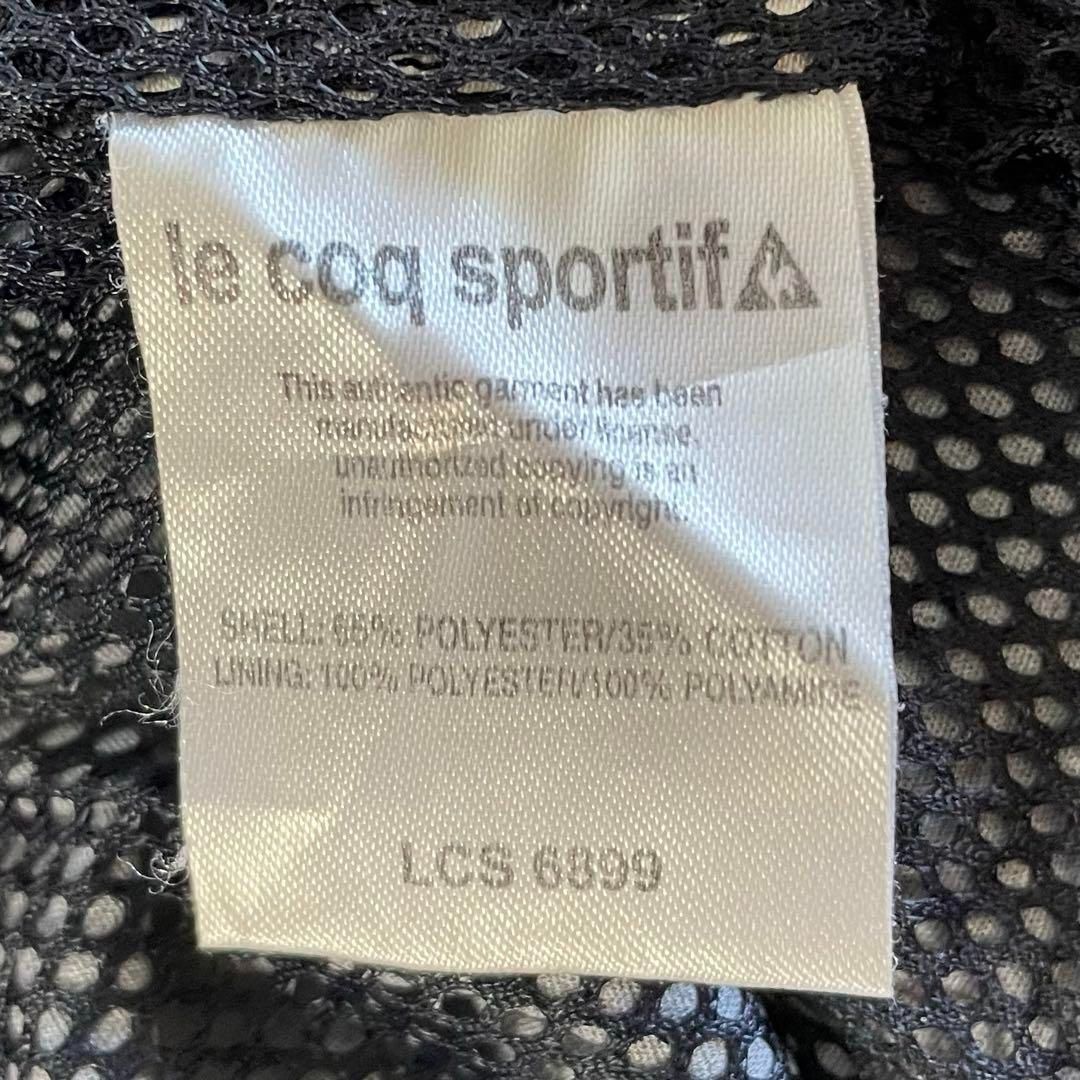 le coq sportif
This authentic garment has been
manufactured under license.
unauthorized copying is an
infringement of copyright.
SHELL: 65% POLYESTER/35% COTTON
LINING: 100% POLYESTER/100% POLYAMIDE
LCS 6899